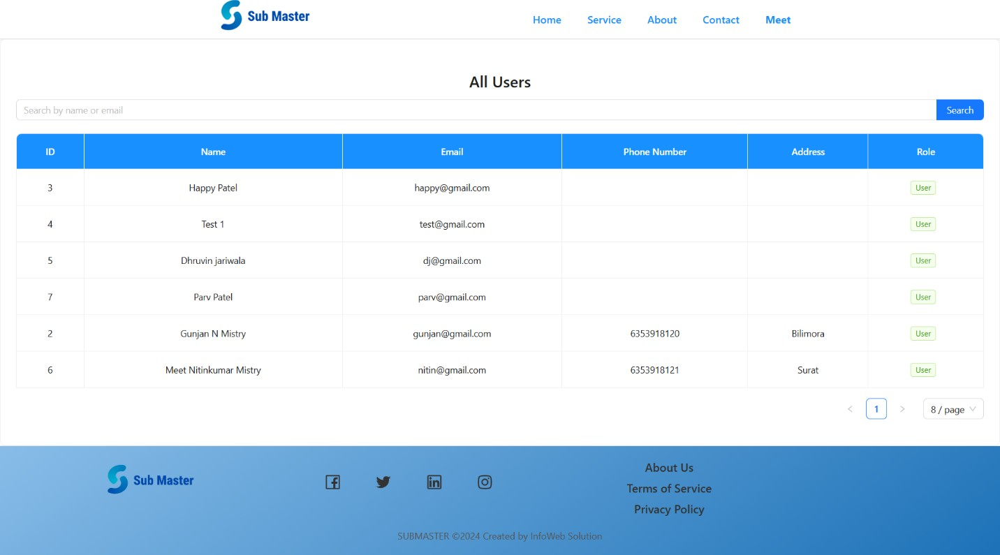 Sub Master Home Service About Contact Meet
All Users
Search by name or email Search
ID Name Email Phone Number Address Role
3 Happy Patel happy@gmail.com User
4 Test 1 test@gmail.com User
5 Dhruvin jariwala dj@gmail.com User
7 Parv Patel parv@gmail.com User
2 Gunjan N Mistry gunjan@gmail.com 6353918120 Bilimora User
6 Meet Nitinkumar Mistry nitin@gmail.com 6353918121 Surat User
< 1 > 8 / page
Sub Master
About Us
Terms of Service
Privacy Policy
SUBMASTER ©2024 Created by InfoWeb Solution